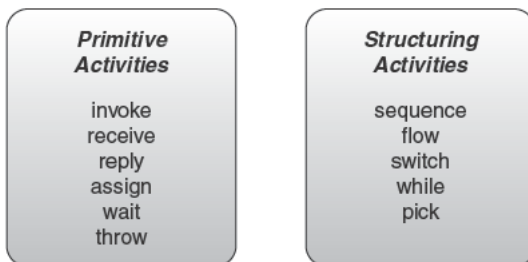 Primitive
Activities
invoke
receive
reply
assign
wait
throw
Structuring
Activities
sequence
flow
switch
while
pick